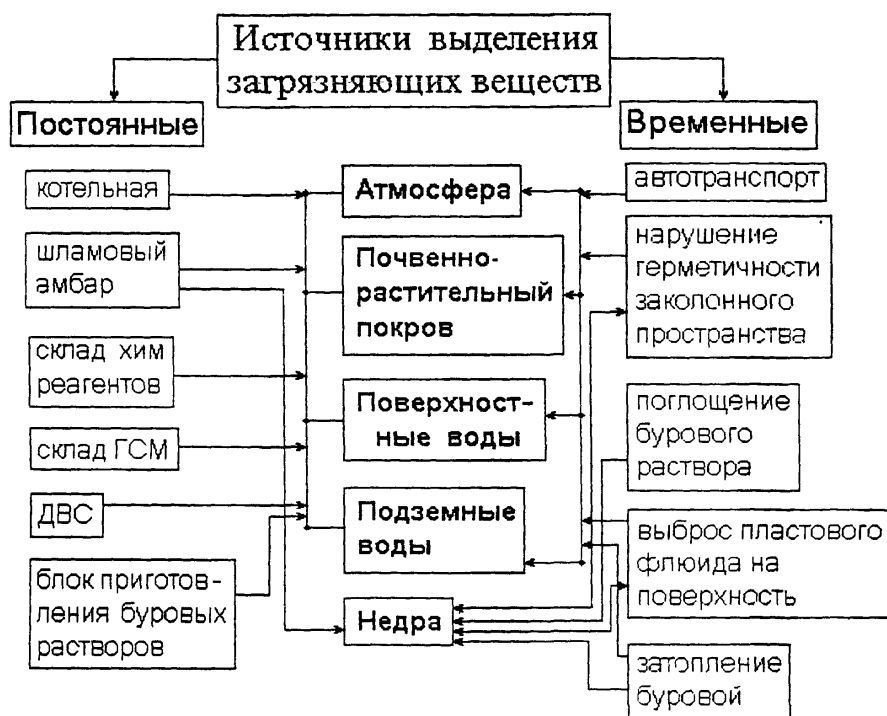 Источники выделения
загрязняющих веществ
Постоянные
Временные
котельная
шламовый
амбар
склад хим
реагентов
склад ГСМ
ДВС
блок приготов-
ления буровых
растворов
Атмосфера
Почвенно-
растительный
покров
Поверхност-
ные воды
Подземные
воды
Недра
автотранспорт
нарушение
герметичности
заколонного
пространства
поглощение
бурового
раствора
выброс пластового
флюида на
поверхность
затопление
буровой